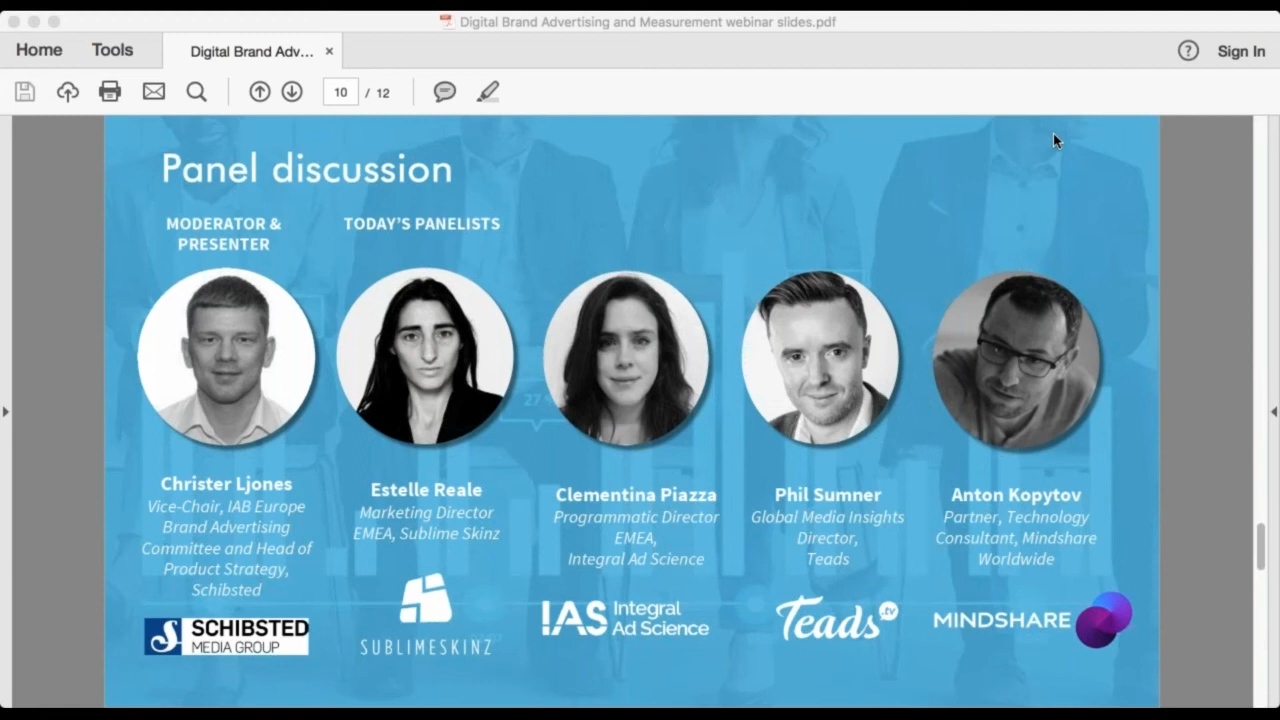 Digital Brand Advertising and Measurement webinar slides.pdf
Home
Tools
Digital Brand Adv...
×
?
Sign In
10 / 12
Panel discussion
MODERATOR &
PRESENTER
TODAY'S PANELISTS
Christer Ljones
Vice-Chair, IAB Europe
Brand Advertising
Committee and Head of
Product Strategy,
Schibsted
SCHIBSTED
MEDIA GROUP
Estelle Reale
Marketing Director
EMEA, Sublime Skinz
SUBLIMESKINZ
Clementina Piazza
Programmatic Director
EMEA,
Integral Ad Science
IAS Integral
Ad Science
Phil Sumner
Global Media Insights
Director,
Teads
Teads.tv
Anton Kopytov
Partner, Technology
Consultant, Mindshare
Worldwide
MINDSHARE